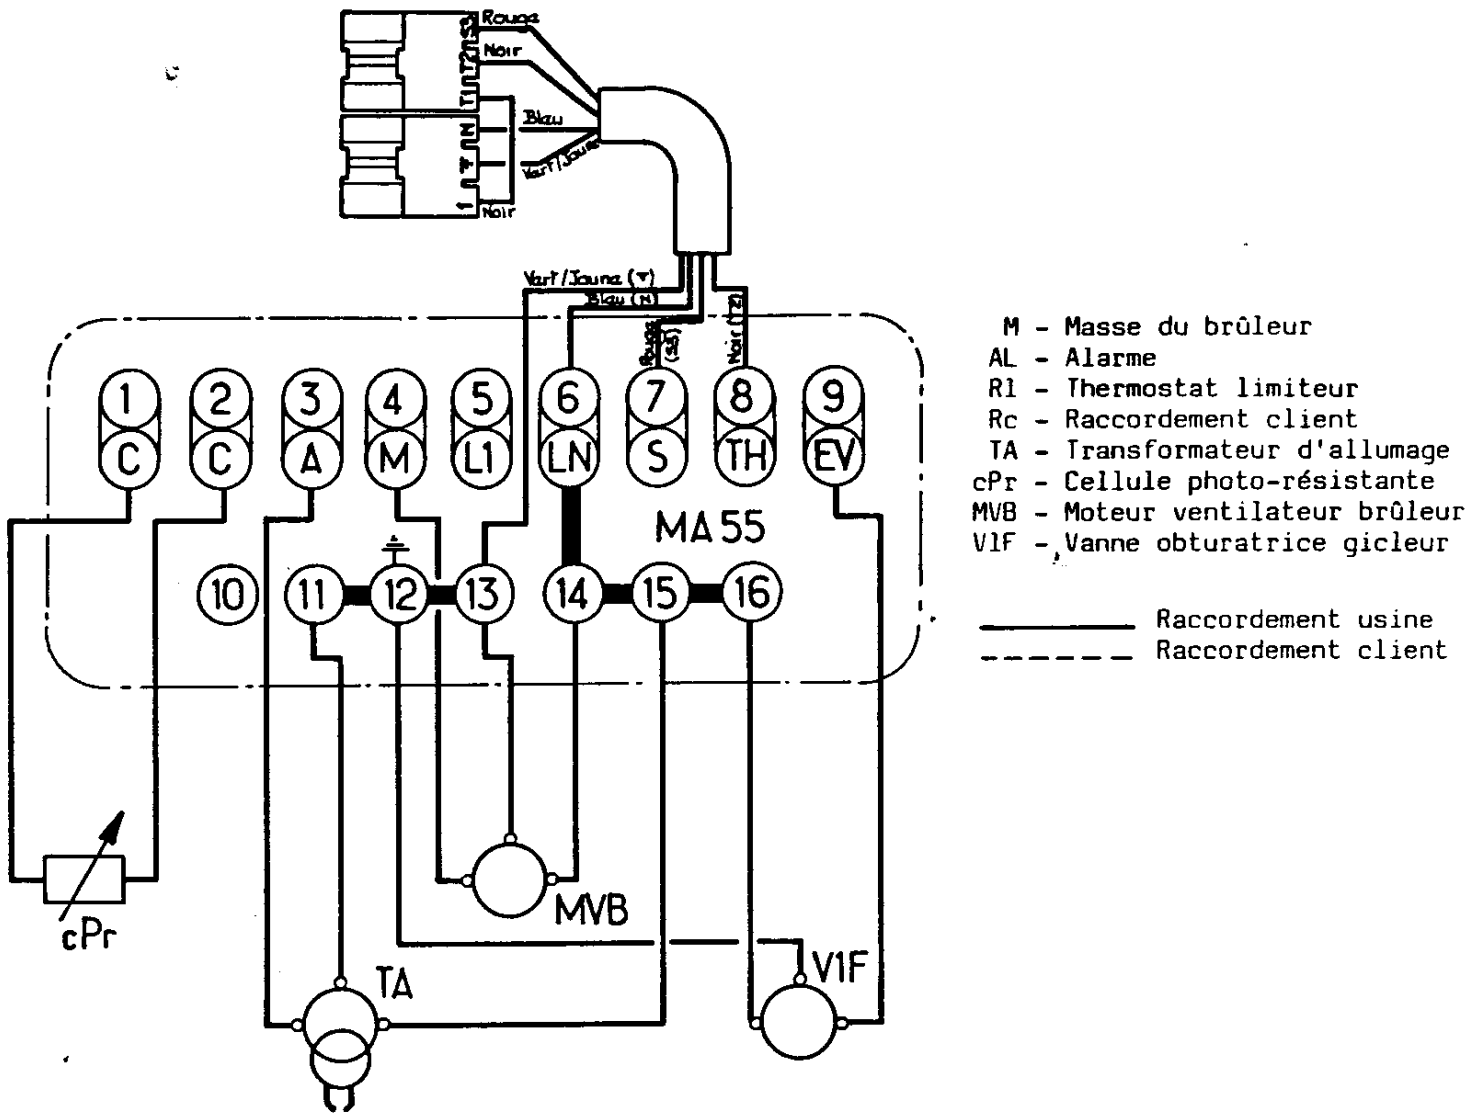 Rouge
S3
Noir
T2
T1
Bleu
N
Vert/Jaune
1
Noir
Vert/Jaune (⏚)
Bleu (N)
Rouge (S3)
Noir (T2)
1 2 3 4 5 6 7 8 9
C C A M L1 LN S TH EV
MA 55
10 11 12 13 14 15 16
cPr
MVB
TA
V1F
M - Masse du brûleur
AL - Alarme
Rl - Thermostat limiteur
Rc - Raccordement client
TA - Transformateur d'allumage
cPr - Cellule photo-résistante
MVB - Moteur ventilateur brûleur
V1F - Vanne obturatrice gicleur
Raccordement usine
Raccordement client